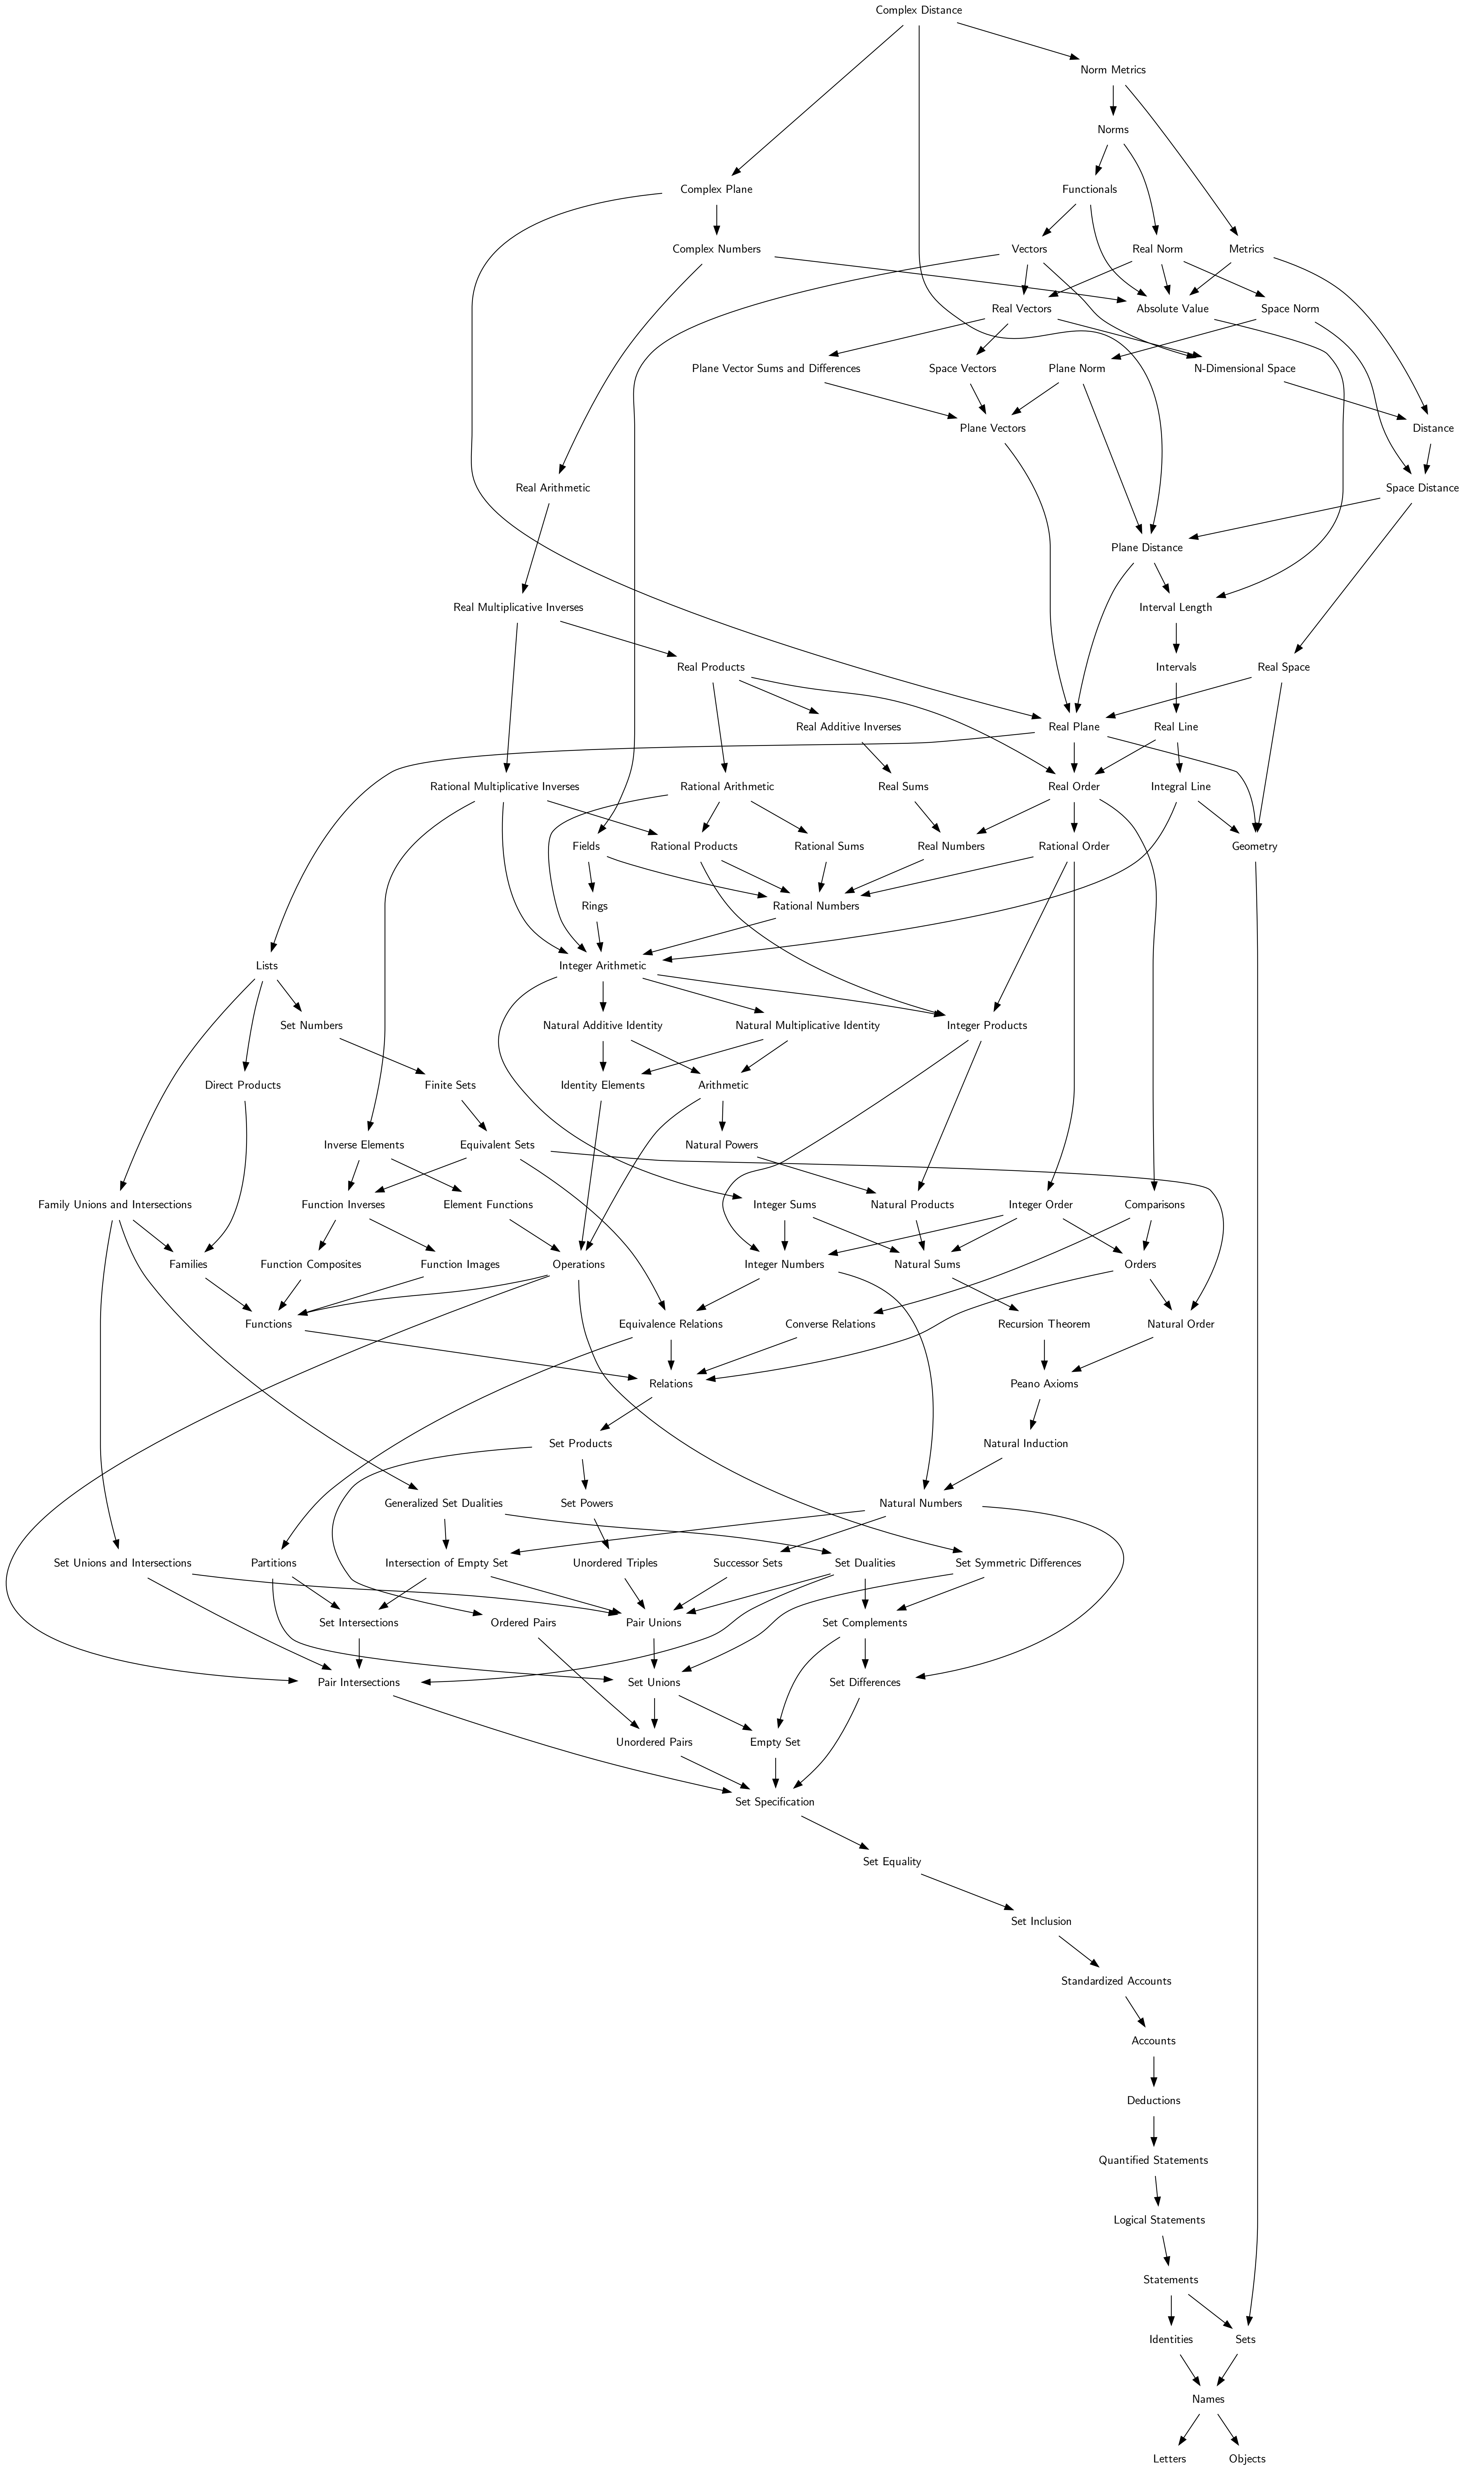 Complex Distance
Norm Metrics
Norms
Complex Plane
Functionals
Complex Numbers
Vectors
Real Norm
Metrics
Real Vectors
Absolute Value
Space Norm
Plane Vector Sums and Differences
Space Vectors
Plane Norm
N-Dimensional Space
Plane Vectors
Distance
Real Arithmetic
Space Distance
Plane Distance
Real Multiplicative Inverses
Interval Length
Real Products
Intervals
Real Space
Real Additive Inverses
Real Plane
Real Line
Rational Multiplicative Inverses
Rational Arithmetic
Real Sums
Real Order
Integral Line
Fields
Rational Products
Rational Sums
Real Numbers
Rational Order
Geometry
Rings
Rational Numbers
Lists
Integer Arithmetic
Set Numbers
Natural Additive Identity
Natural Multiplicative Identity
Integer Products
Direct Products
Finite Sets
Identity Elements
Arithmetic
Inverse Elements
Equivalent Sets
Natural Powers
Family Unions and Intersections
Function Inverses
Element Functions
Integer Sums
Natural Products
Integer Order
Comparisons
Families
Function Composites
Function Images
Operations
Integer Numbers
Natural Sums
Orders
Functions
Equivalence Relations
Converse Relations
Recursion Theorem
Natural Order
Relations
Peano Axioms
Set Products
Natural Induction
Generalized Set Dualities
Set Powers
Natural Numbers
Set Unions and Intersections
Partitions
Intersection of Empty Set
Unordered Triples
Successor Sets
Set Dualities
Set Symmetric Differences
Set Intersections
Ordered Pairs
Pair Unions
Set Complements
Pair Intersections
Set Unions
Set Differences
Unordered Pairs
Empty Set
Set Specification
Set Equality
Set Inclusion
Standardized Accounts
Accounts
Deductions
Quantified Statements
Logical Statements
Statements
Identities
Sets
Names
Letters
Objects